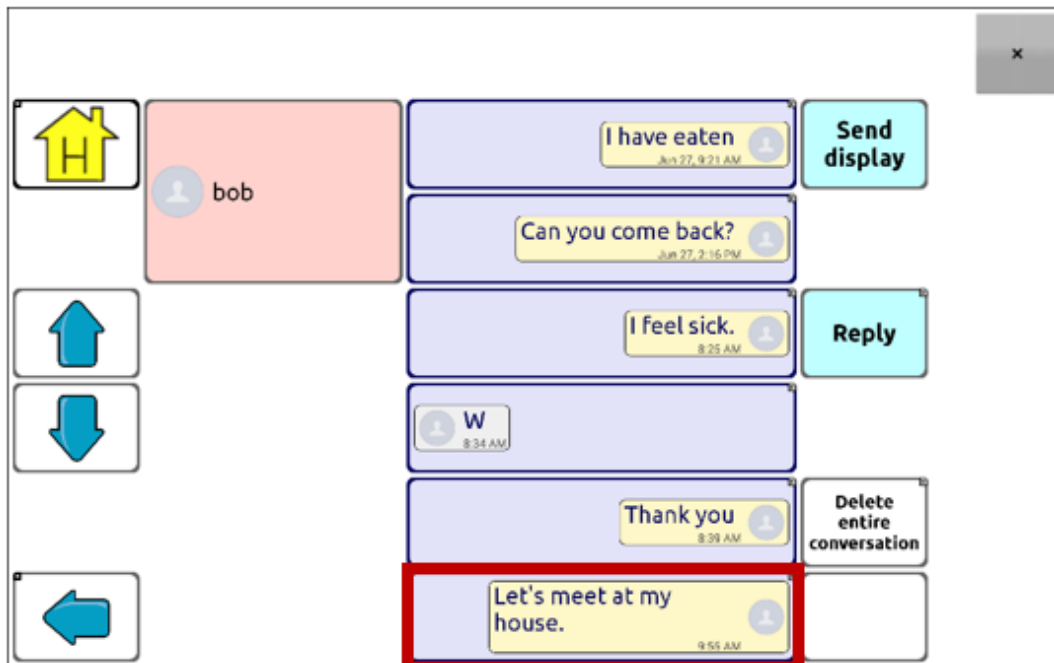 ×
H
bob
I have eaten
Jun 27, 9:21 AM
Send
display
Can you come back?
Jun 27, 2:16 PM
I feel sick.
8:25 AM
Reply
W
8:34 AM
Thank you
8:39 AM
Delete
entire
conversation
Let's meet at my
house.
9:55 AM